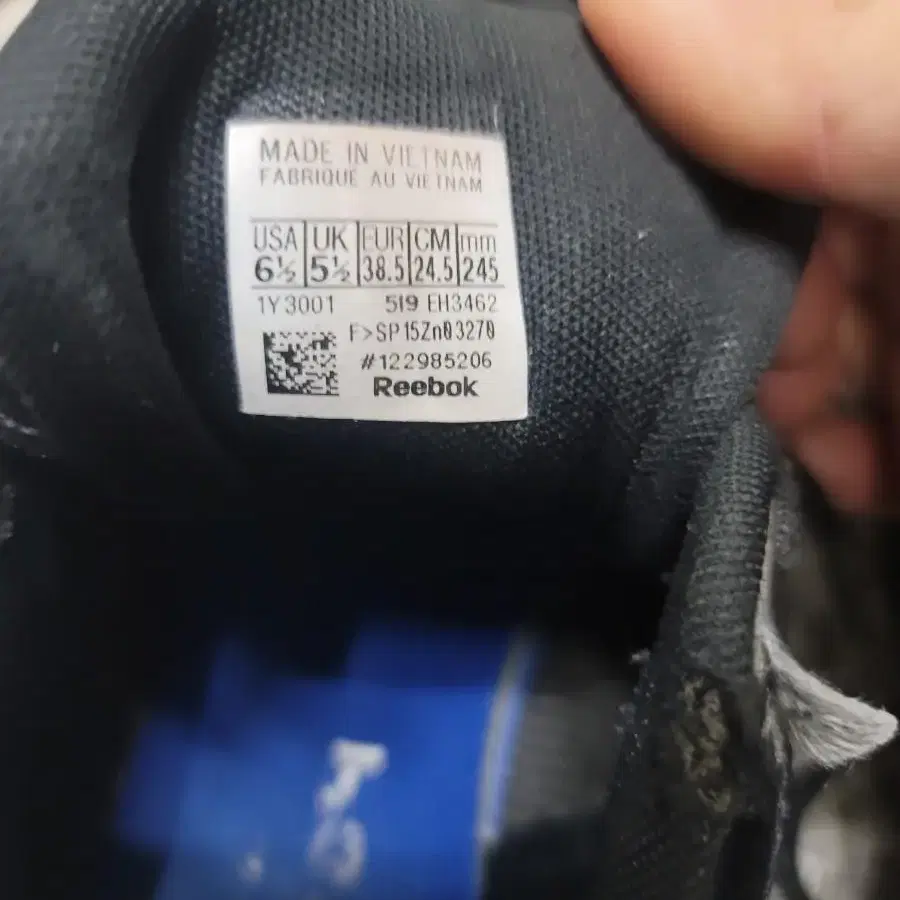 MADE IN VIETNAM
FABRIQUÉ AU VIETNAM
USA UK EUR CM mm
6½ 5½ 38.5 24.5 245
1Y3001 519 EH3462
F>SP15Zn03270
#122985206
Reebok